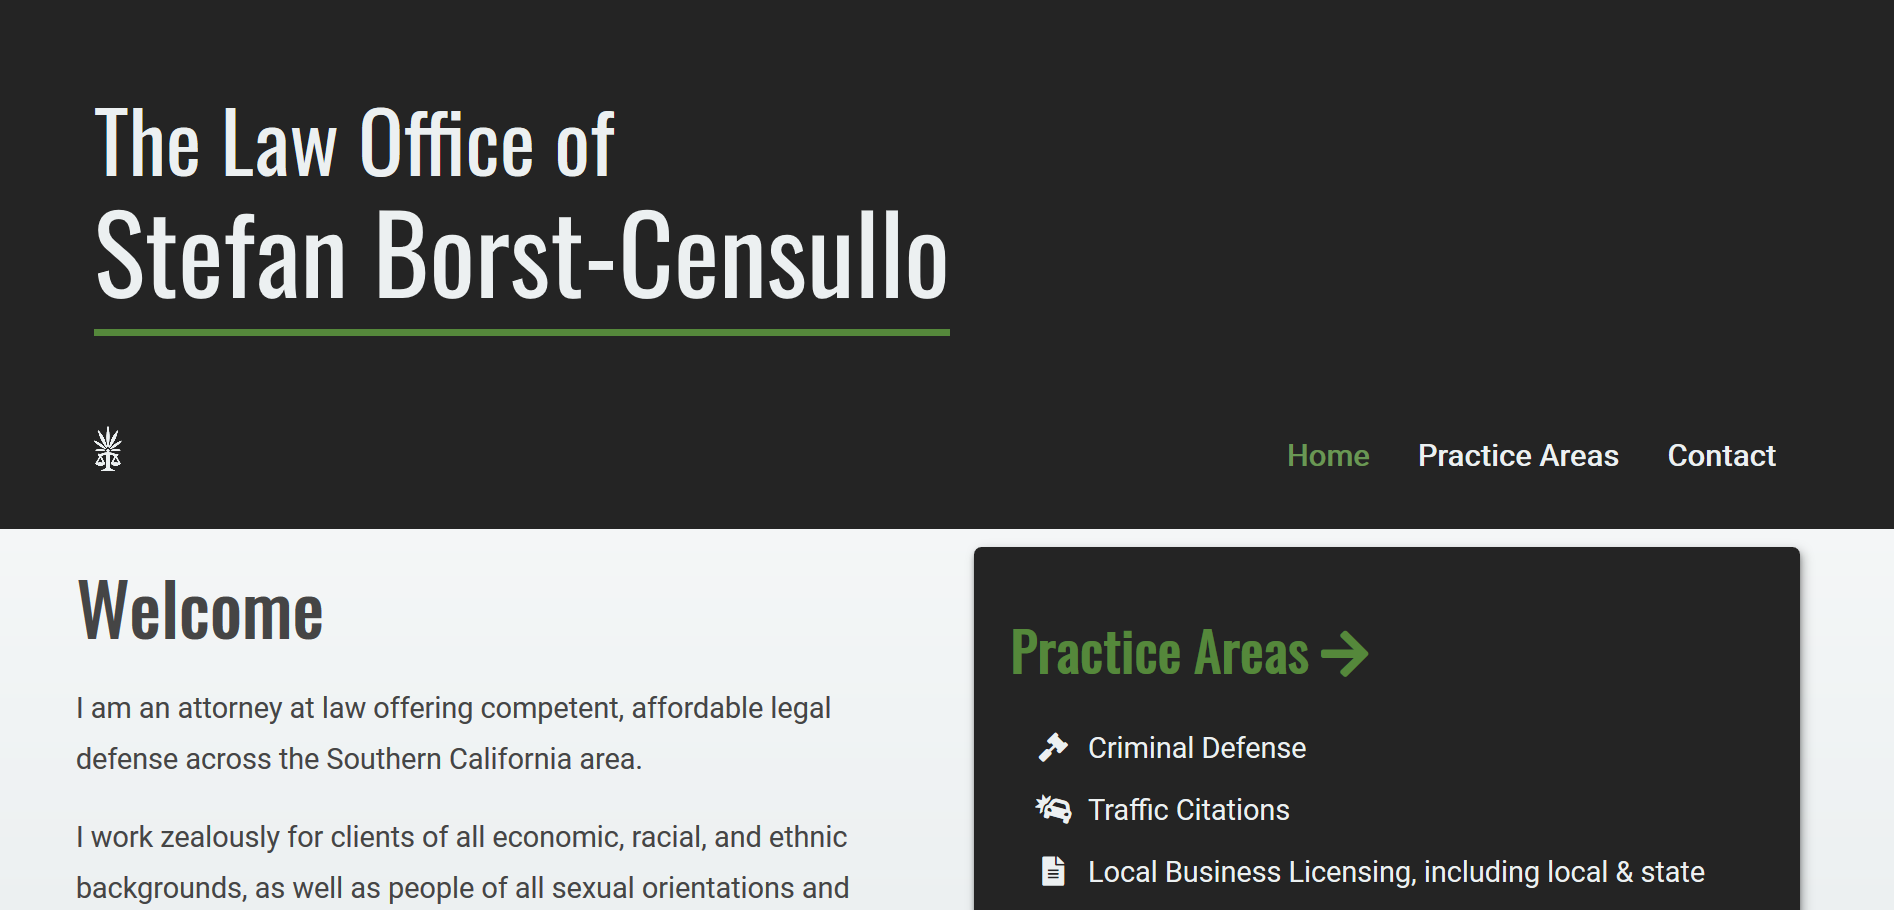 The Law Office of
Stefan Borst-Censullo
Home
Practice Areas
Contact
Welcome
I am an attorney at law offering competent, affordable legal
defense across the Southern California area.
I work zealously for clients of all economic, racial, and ethnic
backgrounds, as well as people of all sexual orientations and
Practice Areas
Criminal Defense
Traffic Citations
Local Business Licensing, including local & state